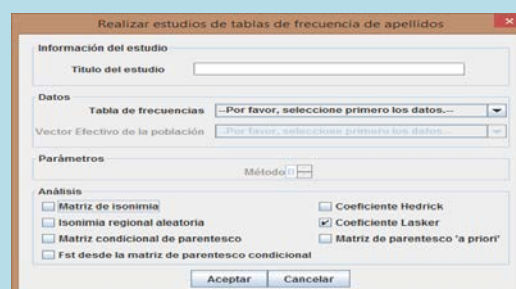 Realizar estudios de tablas de frecuencia de apellidos
Información del estudio
Titulo del estudio
Datos
Tabla de frecuencias --Por favor, seleccione primero los datos.--
Vector Efectivo de la población --Por favor, seleccione primero los datos.--
Parámetros
Método 0
Análisis
Matriz de isonimia Coeficiente Hedrick
Isonimia regional aleatoria Coeficiente Lasker
Matriz condicional de parentesco Matriz de parentesco 'a priori'
Fst desde la matriz de parentesco condicional
Aceptar Cancelar